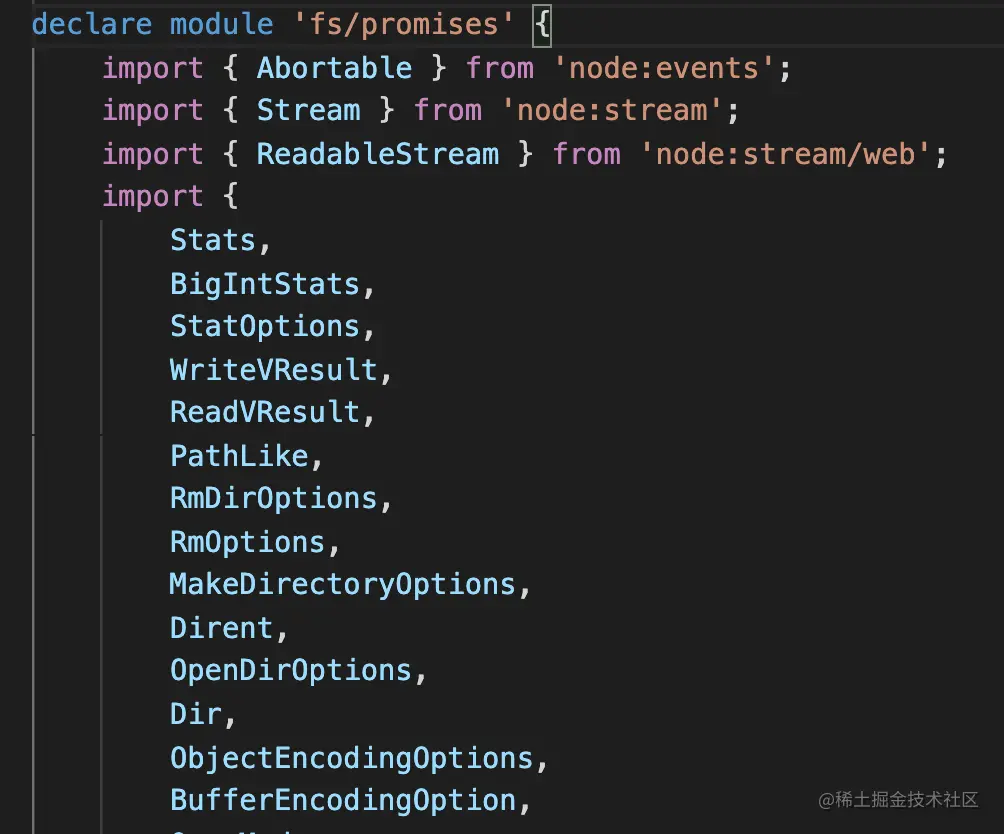 declare module 'fs/promises' {
import { Abortable } from 'node:events';
import { Stream } from 'node:stream';
import { ReadableStream } from 'node:stream/web';
import {
Stats,
BigIntStats,
StatOptions,
WriteVResult,
ReadVResult,
PathLike,
RmDirOptions,
RmOptions,
MakeDirectoryOptions,
Dirent,
OpenDirOptions,
Dir,
ObjectEncodingOptions,
BufferEncodingOption,
@稀土掘金技术社区